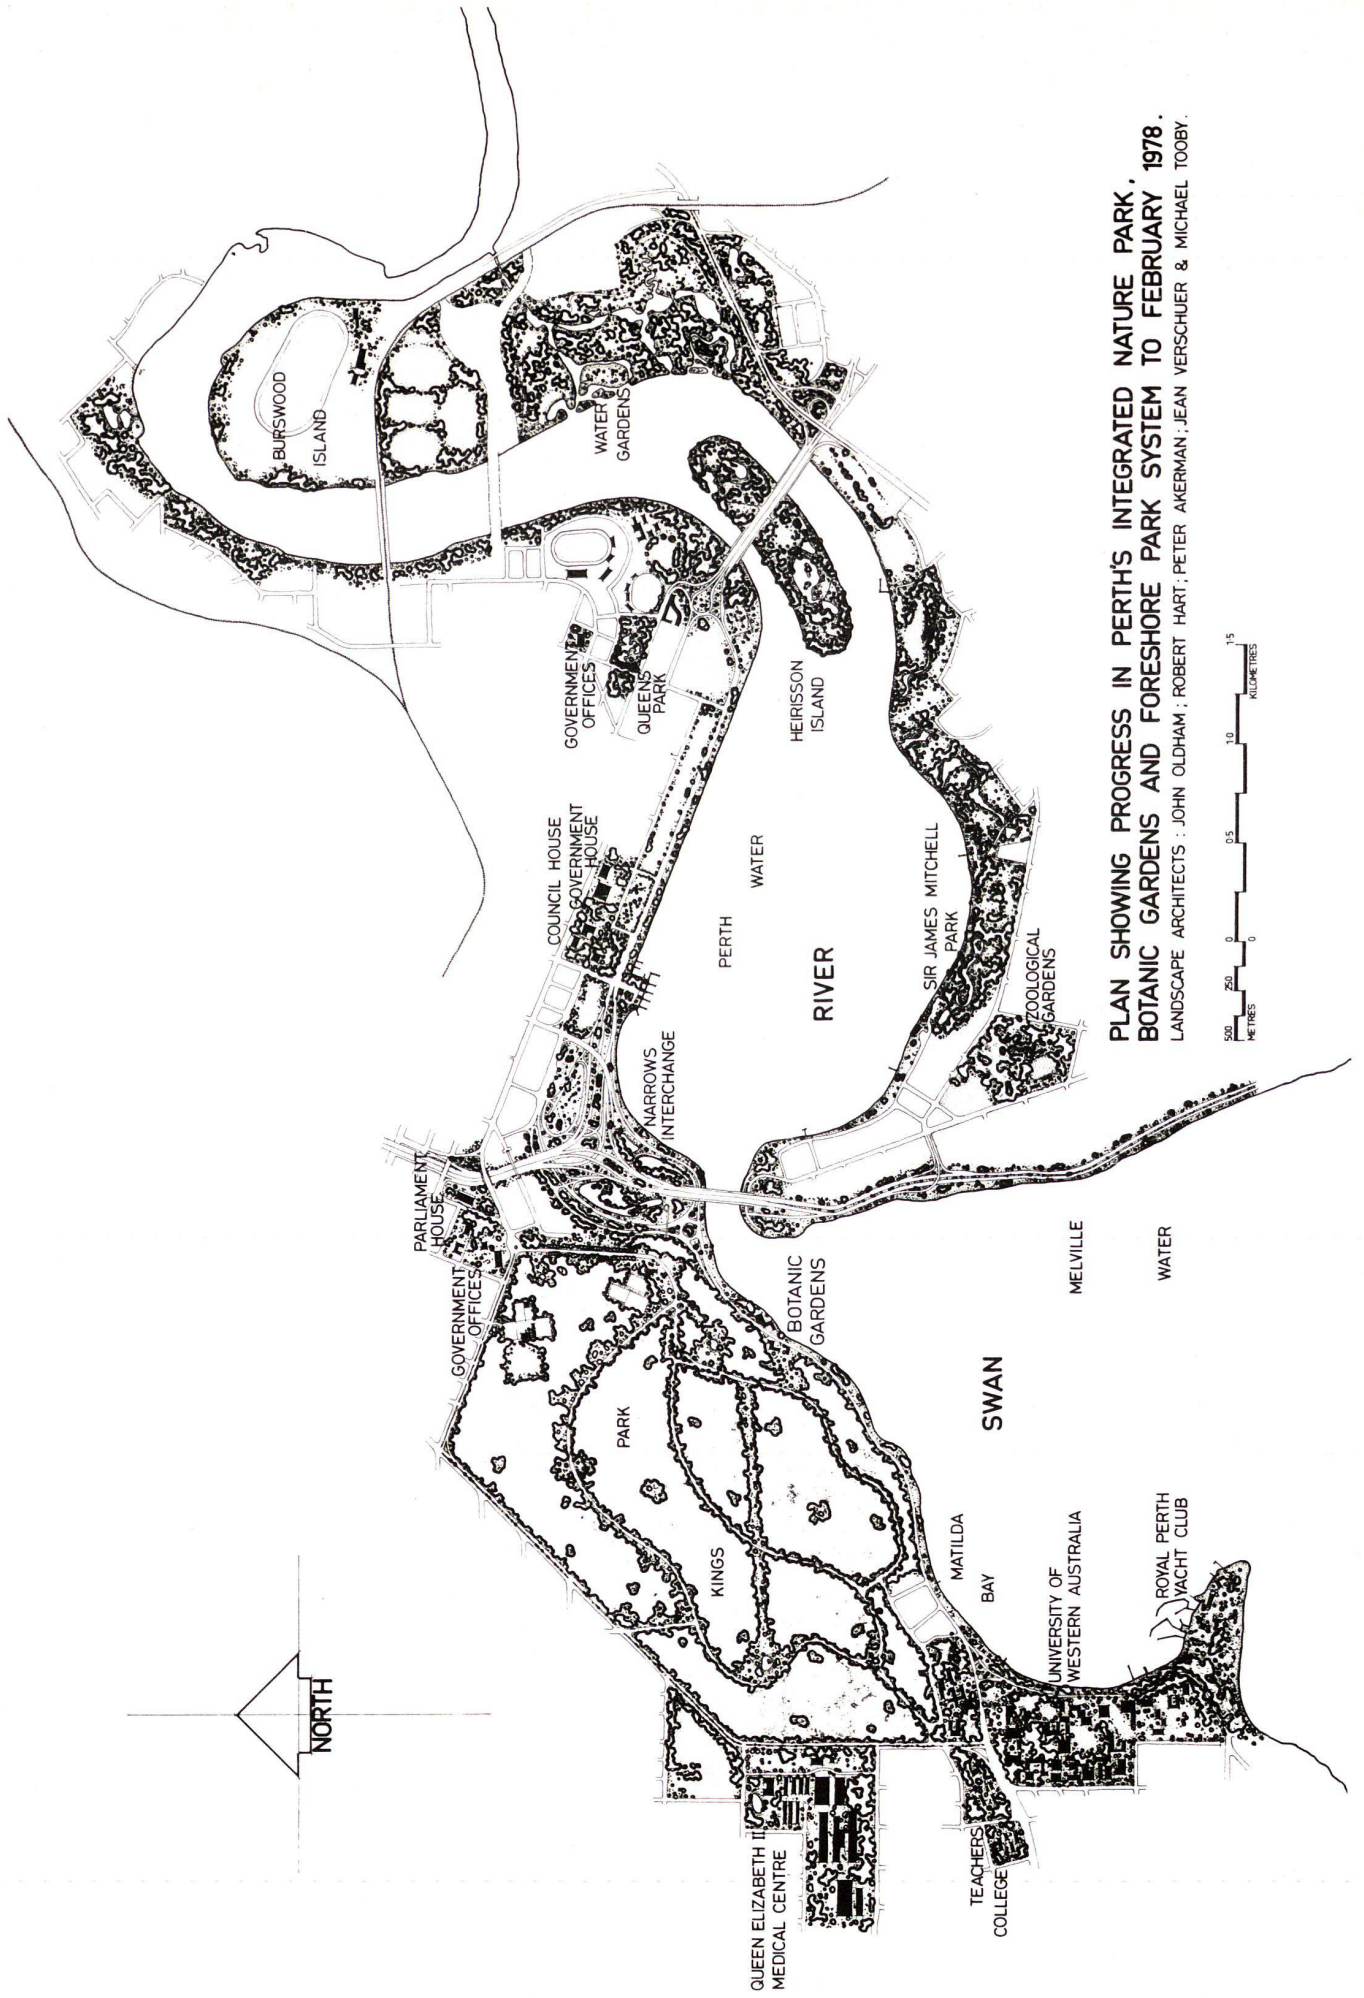 PLAN SHOWING PROGRESS IN PERTH'S INTEGRATED NATURE PARK,
BOTANIC GARDENS AND FORESHORE PARK SYSTEM TO FEBRUARY 1978.
LANDSCAPE ARCHITECTS : JOHN OLDHAM ; ROBERT HART ; PETER AKERMAN ; JEAN VERSCHUER & MICHAEL TOOBY.
500 250 0 0·5 1·0 1·5
METRES 0 KILOMETRES
NORTH
PARLIAMENT
HOUSE
GOVERNMENT
OFFICES
COUNCIL HOUSE
GOVERNMENT
HOUSE
GOVERNMENT
OFFICES
QUEENS
PARK
BURSWOOD
ISLAND
WATER
GARDENS
HEIRISSON
ISLAND
NARROWS
INTERCHANGE
PERTH
WATER
RIVER
SIR JAMES MITCHELL
PARK
ZOOLOGICAL
GARDENS
KINGS
PARK
BOTANIC
GARDENS
MELVILLE
WATER
SWAN
MATILDA
BAY
UNIVERSITY OF
WESTERN AUSTRALIA
ROYAL PERTH
YACHT CLUB
QUEEN ELIZABETH II
MEDICAL CENTRE
TEACHERS
COLLEGE